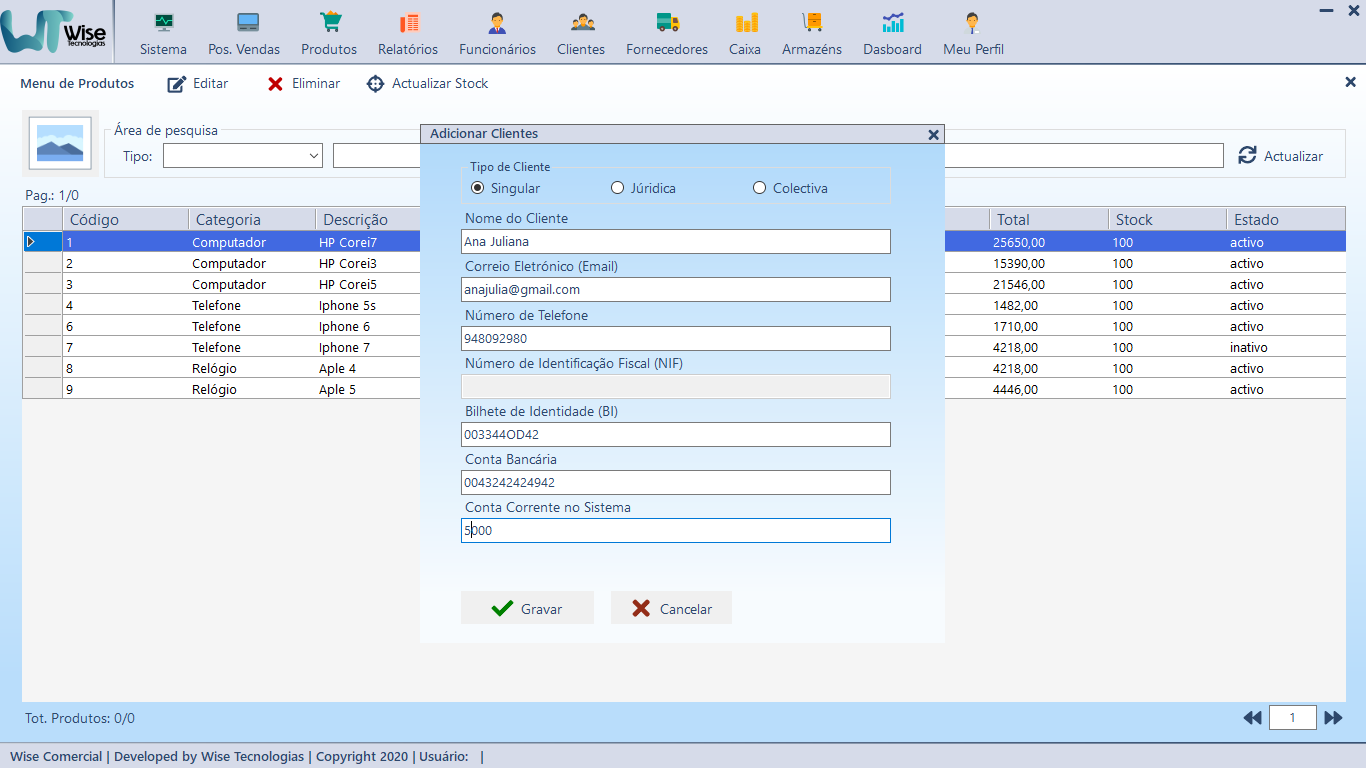 Wise
Tecnologias
Sistema Pos. Vendas Produtos Relatórios Funcionários Clientes Fornecedores Caixa Armazéns Dasboard Meu Perfil
Menu de Produtos Editar Eliminar Actualizar Stock
Área de pesquisa
Tipo: Actualizar
Pag.: 1/0
Código Categoria Descrição Total Stock Estado
1 Computador HP Corei7 25650,00 100 activo
2 Computador HP Corei3 15390,00 100 activo
3 Computador HP Corei5 21546,00 100 activo
4 Telefone Iphone 5s 1482,00 100 activo
6 Telefone Iphone 6 1710,00 100 activo
7 Telefone Iphone 7 4218,00 100 inativo
8 Relógio Aple 4 4218,00 100 activo
9 Relógio Aple 5 4446,00 100 activo
Adicionar Clientes
Tipo de Cliente
Singular Júridica Colectiva
Nome do Cliente
Ana Juliana
Correio Eletrónico (Email)
anajulia@gmail.com
Número de Telefone
948092980
Número de Identificação Fiscal (NIF)
Bilhete de Identidade (BI)
003344OD42
Conta Bancária
0043242424942
Conta Corrente no Sistema
5000
Gravar Cancelar
Tot. Produtos: 0/0 1
Wise Comercial | Developed by Wise Tecnologias | Copyright 2020 | Usuário: |